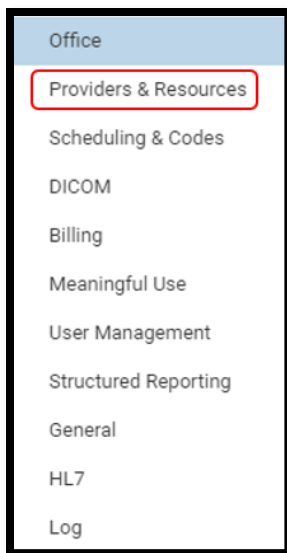 Office
Providers & Resources
Scheduling & Codes
DICOM
Billing
Meaningful Use
User Management
Structured Reporting
General
HL7
Log